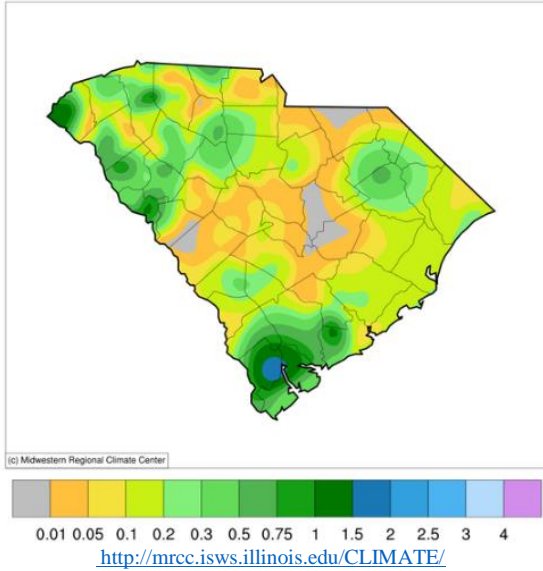 (c) Midwestern Regional Climate Center
0.01 0.05 0.1 0.2 0.3 0.5 0.75 1 1.5 2 2.5 3 4
http://mrcc.isws.illinois.edu/CLIMATE/